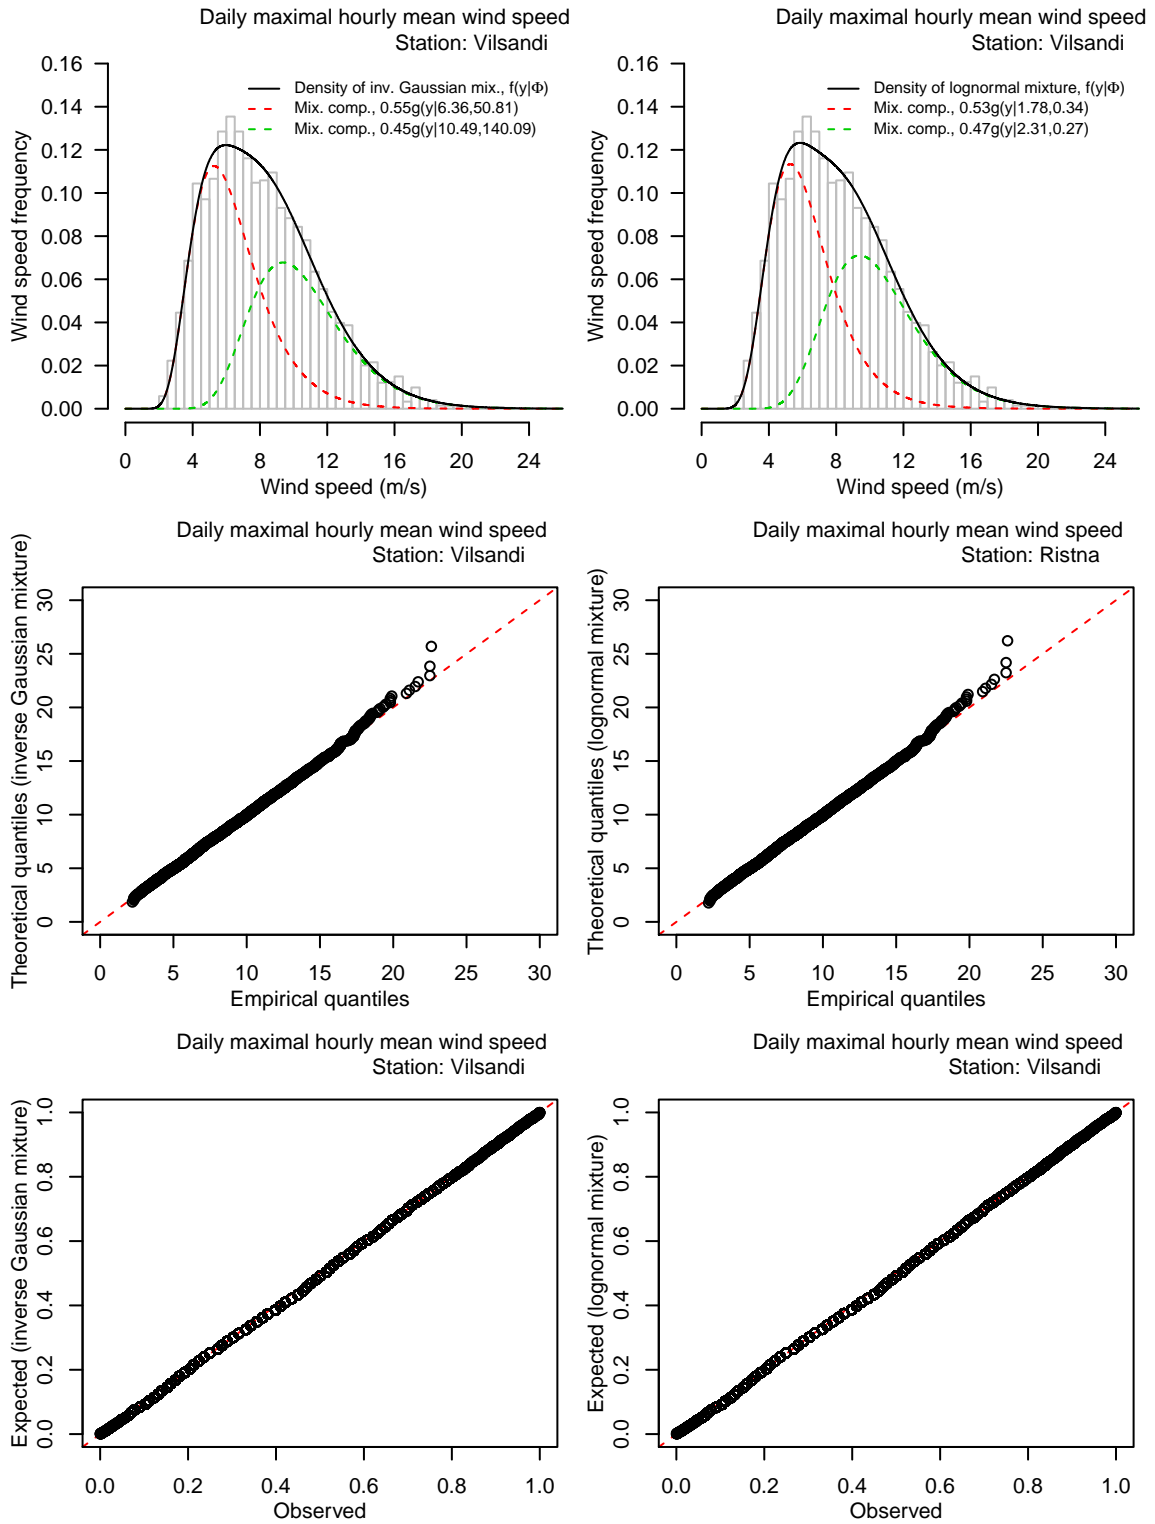 Daily maximal hourly mean wind speed
Station: Vilsandi
Wind speed frequency
0.16
0.14
0.12
0.10
0.08
0.06
0.04
0.02
0.00
Density of inv. Gaussian mix., f(y|Φ)
Mix. comp., 0.55g(y|6.36,50.81)
Mix. comp., 0.45g(y|10.49,140.09)
0 4 8 12 16 20 24
Wind speed (m/s)
Daily maximal hourly mean wind speed
Station: Vilsandi
Wind speed frequency
0.16
0.14
0.12
0.10
0.08
0.06
0.04
0.02
0.00
Density of lognormal mixture, f(y|Φ)
Mix. comp., 0.53g(y|1.78,0.34)
Mix. comp., 0.47g(y|2.31,0.27)
0 4 8 12 16 20 24
Wind speed (m/s)
Daily maximal hourly mean wind speed
Station: Vilsandi
Theoretical quantiles (inverse Gaussian mixture)
30
25
20
15
10
5
0
0 5 10 15 20 25 30
Empirical quantiles
Daily maximal hourly mean wind speed
Station: Ristna
Theoretical quantiles (lognormal mixture)
30
25
20
15
10
5
0
0 5 10 15 20 25 30
Empirical quantiles
Daily maximal hourly mean wind speed
Station: Vilsandi
Expected (inverse Gaussian mixture)
1.0
0.8
0.6
0.4
0.2
0.0
0.0 0.2 0.4 0.6 0.8 1.0
Observed
Daily maximal hourly mean wind speed
Station: Vilsandi
Expected (lognormal mixture)
1.0
0.8
0.6
0.4
0.2
0.0
0.0 0.2 0.4 0.6 0.8 1.0
Observed